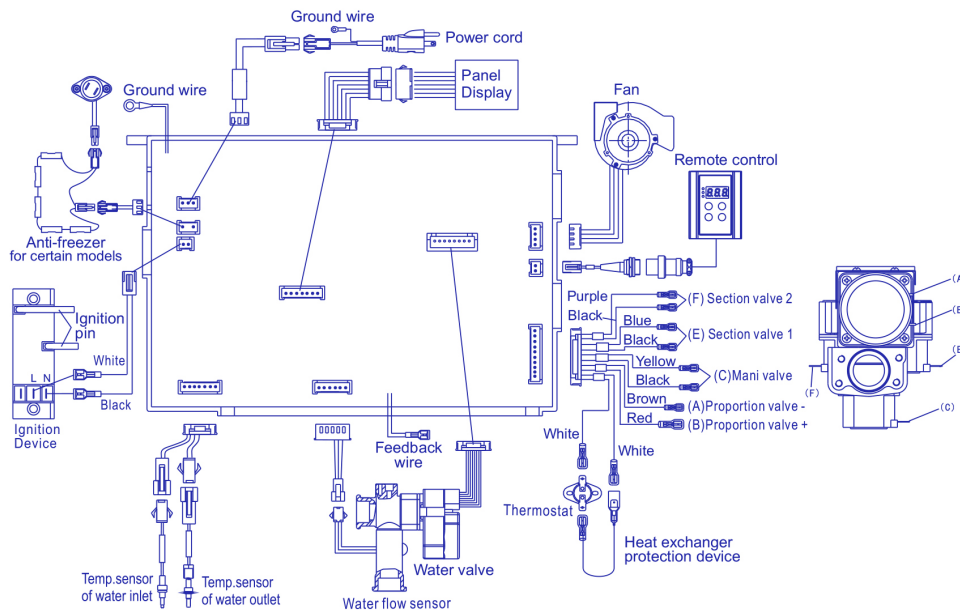 Ground wire
Power cord
Panel
Display
Ground wire
Fan
Remote control
8.8.8.
Anti-freezer
for certain models
Purple
(F) Section valve 2
Black
Blue
(E) Section valve 1
Black
Yellow
(C)Mani valve
Black
Brown
(A)Proportion valve -
Red
(B)Proportion valve +
Ignition
pin
White
L N
Black
Ignition
Device
White
White
Feedback
wire
Thermostat
Heat exchanger
protection device
Water valve
Temp.sensor
of water inlet
Temp.sensor
of water outlet
Water flow sensor
(F)
(C)